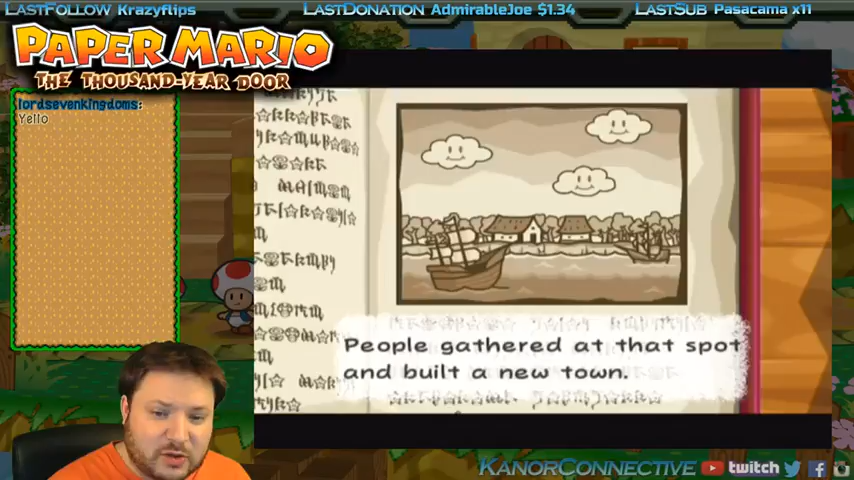 LASTFOLLOW Krazyflips
LASTDONATION AdmirableJoe $1.34
LASTSUB Pasacama x11
PAPER MARIO
THE THOUSAND-YEAR DOOR
lordsevenkingdoms:
Yello
People gathered at that spot
and built a new town.
KANORCONNECTIVE
twitch